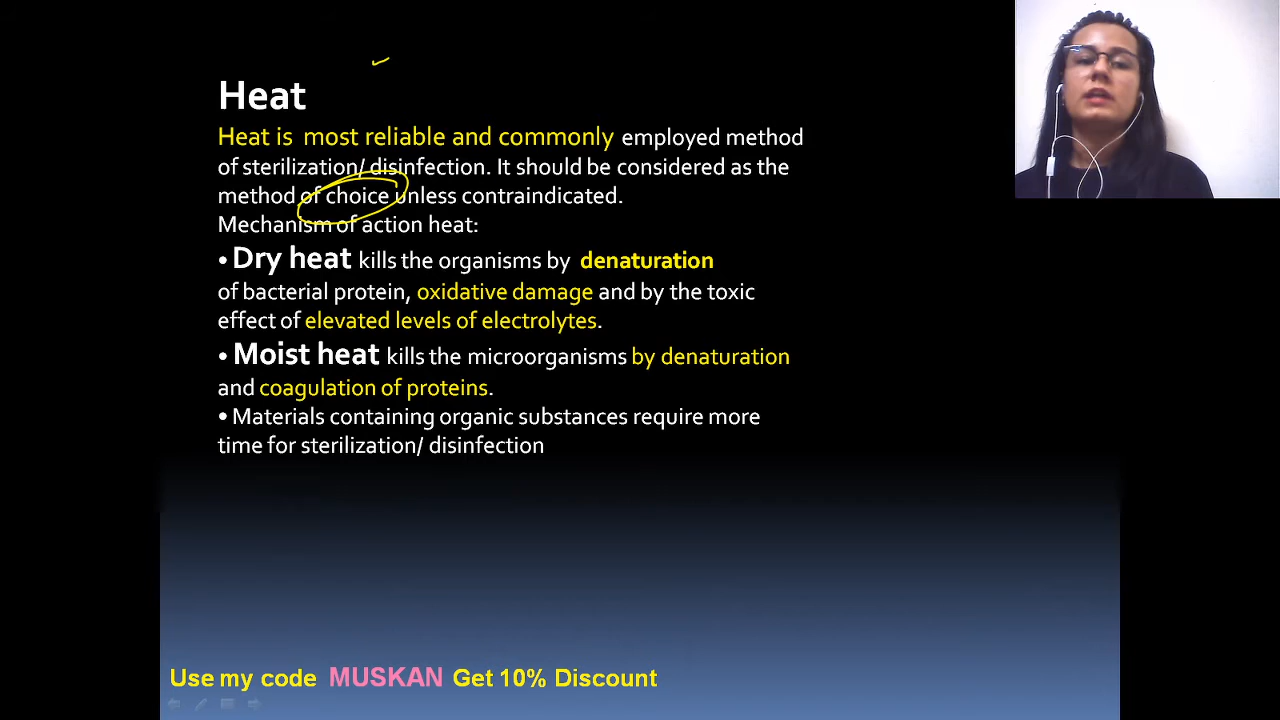 Heat
Heat is most reliable and commonly employed method
of sterilization/ disinfection. It should be considered as the
method of choice unless contraindicated.
Mechanism of action heat:
• Dry heat kills the organisms by denaturation
of bacterial protein, oxidative damage and by the toxic
effect of elevated levels of electrolytes.
• Moist heat kills the microorganisms by denaturation
and coagulation of proteins.
• Materials containing organic substances require more
time for sterilization/ disinfection
Use my code MUSKAN Get 10% Discount